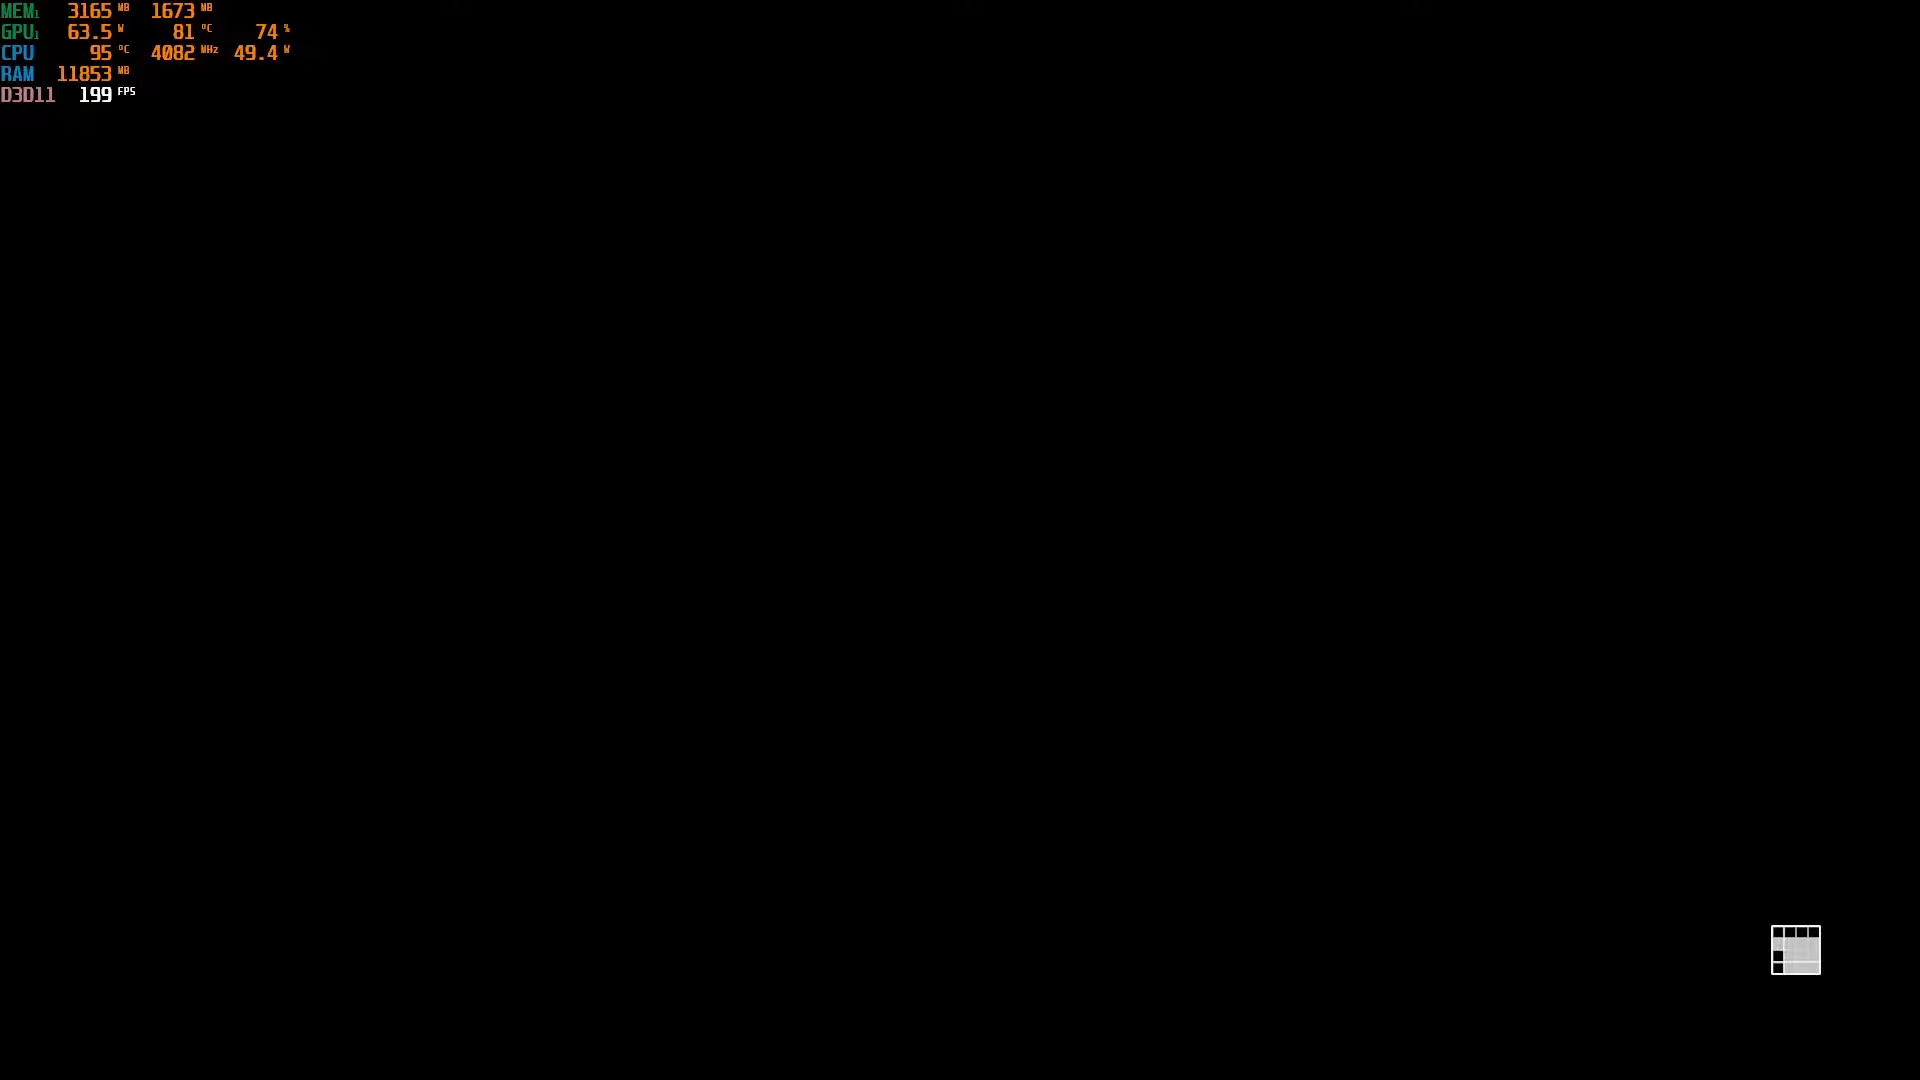 MEM1 3165 MB 1673 MB
GPU1 63.5 W 81 °C 74 %
CPU 95 °C 4082 MHz 49.4 W
RAM 11853 MB
D3D11 199 FPS